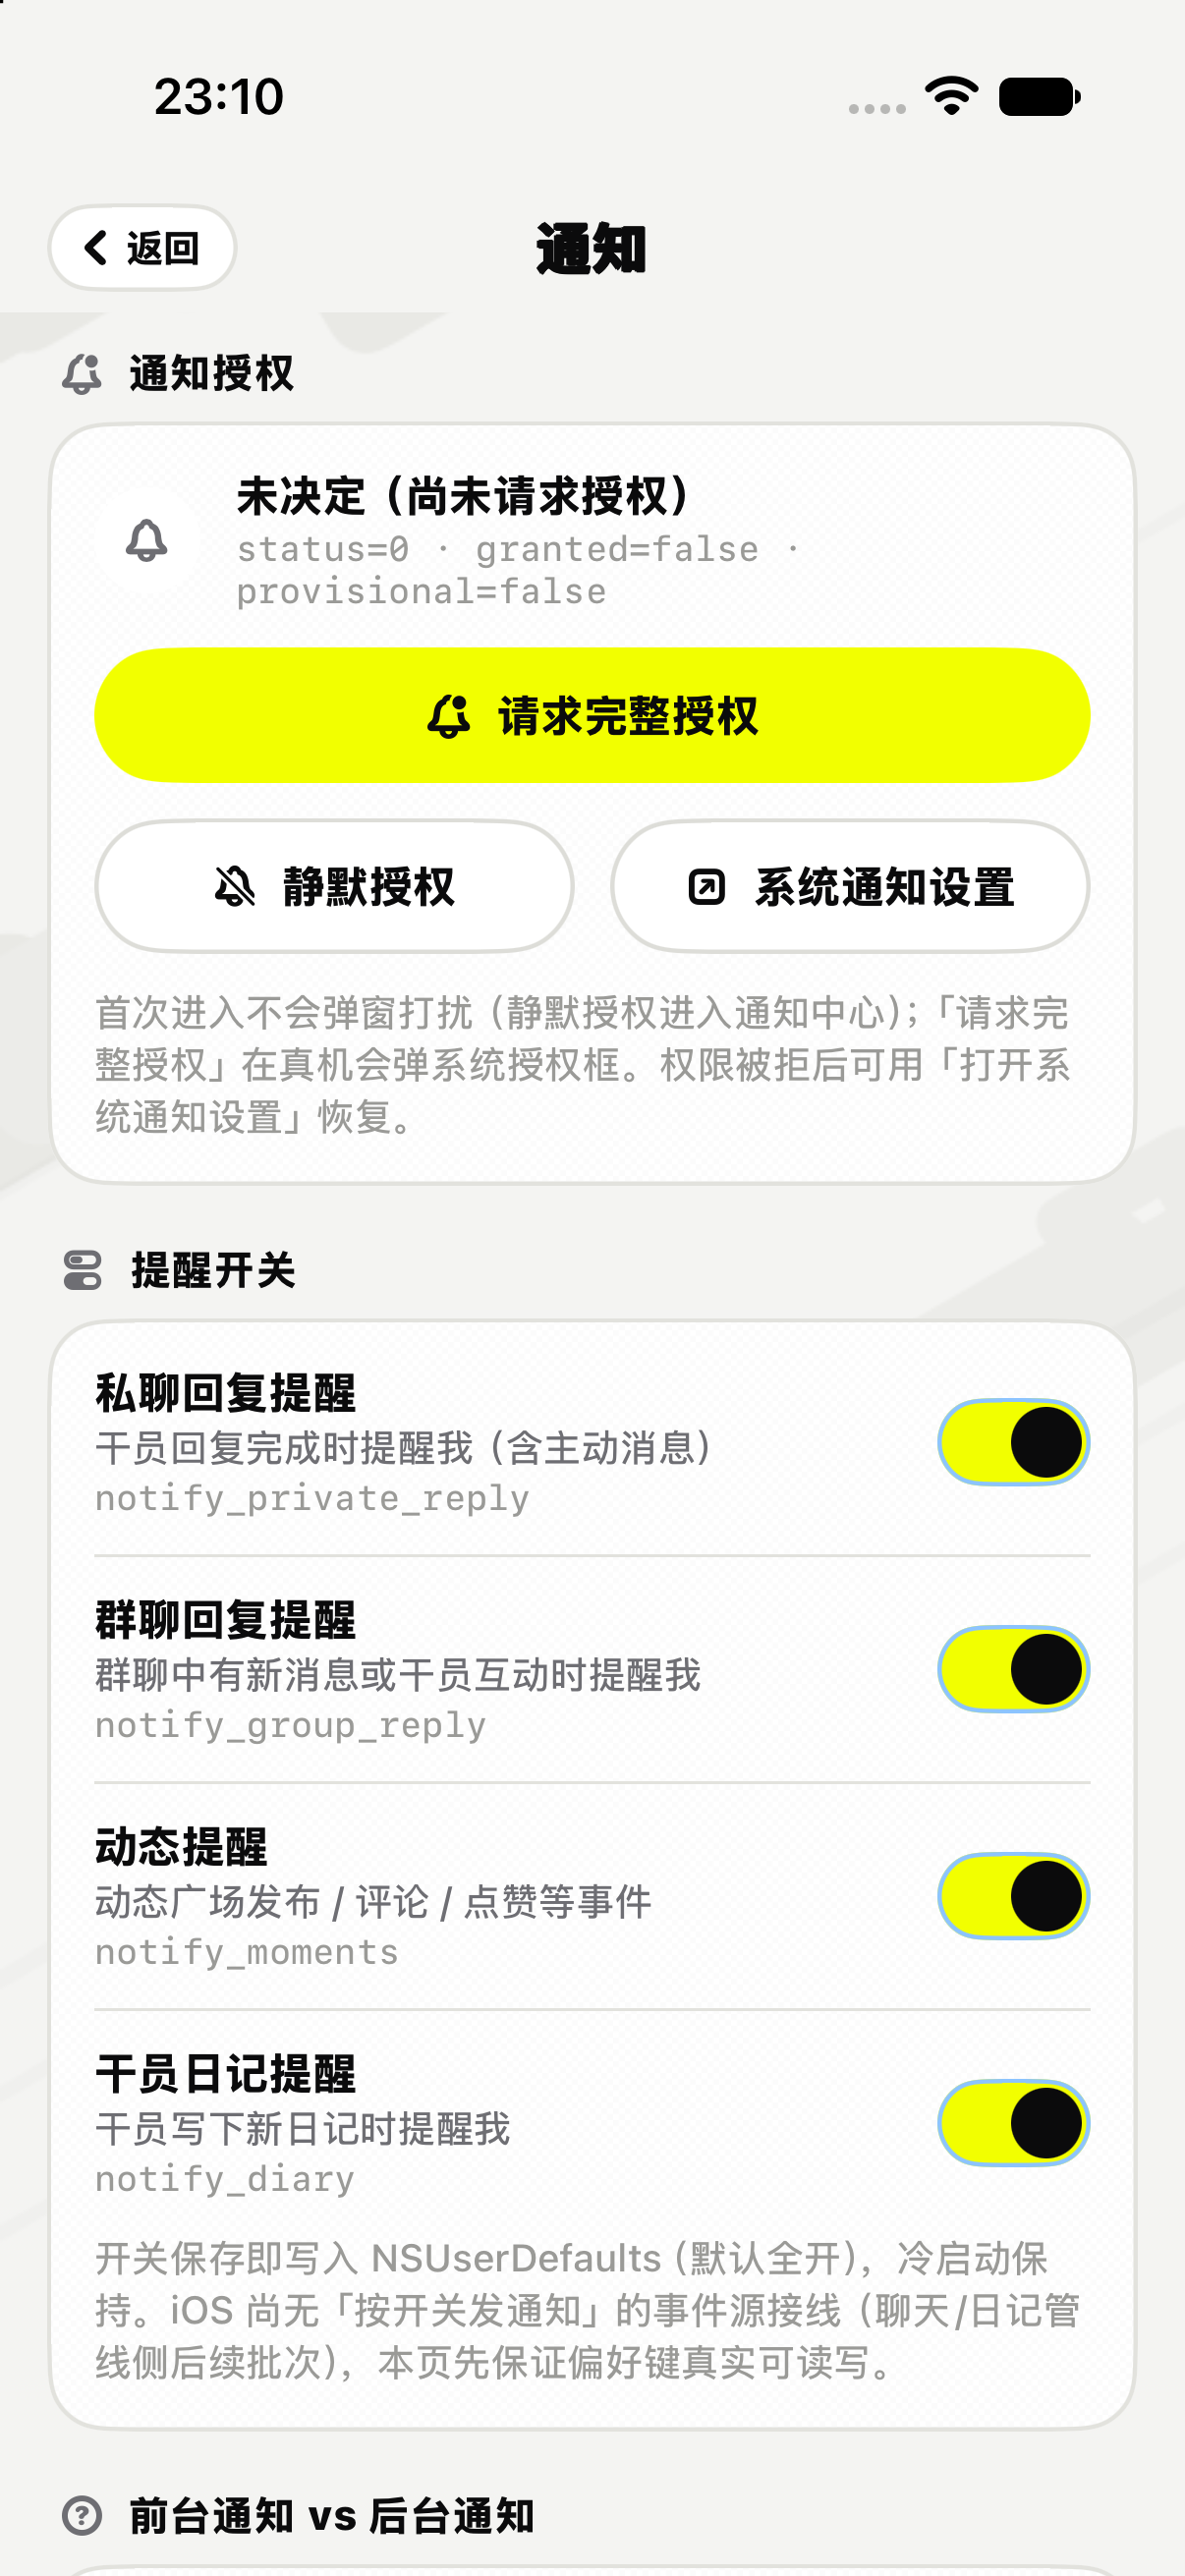 23:10
返回
通知
通知授权
未决定（尚未请求授权）
status=0 · granted=false ·
provisional=false
请求完整授权
静默授权
系统通知设置
首次进入不会弹窗打扰（静默授权进入通知中心）；「请求完
整授权」在真机会弹系统授权框。权限被拒后可用「打开系
统通知设置」恢复。
提醒开关
私聊回复提醒
干员回复完成时提醒我（含主动消息）
notify_private_reply
群聊回复提醒
群聊中有新消息或干员互动时提醒我
notify_group_reply
动态提醒
动态广场发布 / 评论 / 点赞等事件
notify_moments
干员日记提醒
干员写下新日记时提醒我
notify_diary
开关保存即写入 NSUserDefaults（默认全开），冷启动保
持。iOS 尚无「按开关发通知」的事件源接线（聊天/日记管
线侧后续批次），本页先保证偏好键真实可读写。
前台通知 vs 后台通知